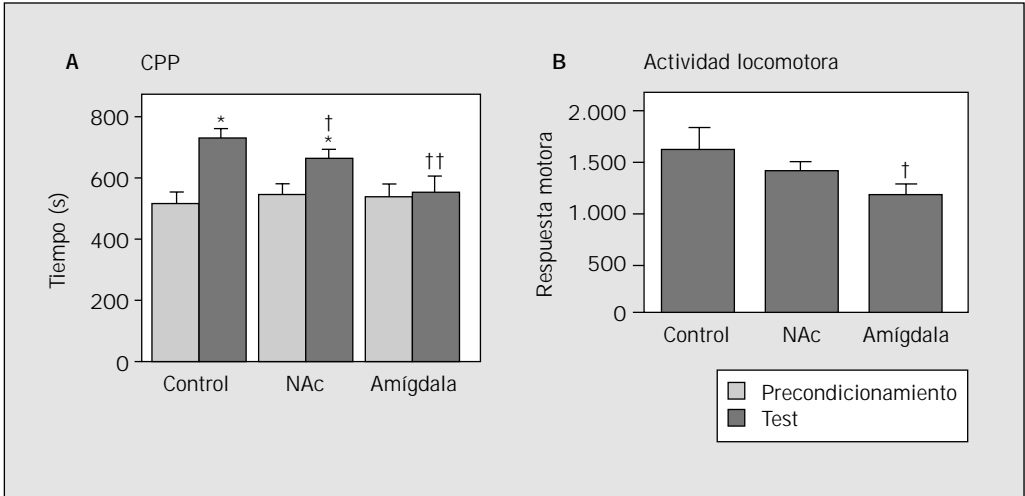 A CPP
Tiempo (s)
800
600
400
200
0
*
†
*
††
Control NAc Amígdala
B Actividad locomotora
Respuesta motora
2.000
1.500
1.000
500
0
†
Control NAc Amígdala
Precondicionamiento
Test